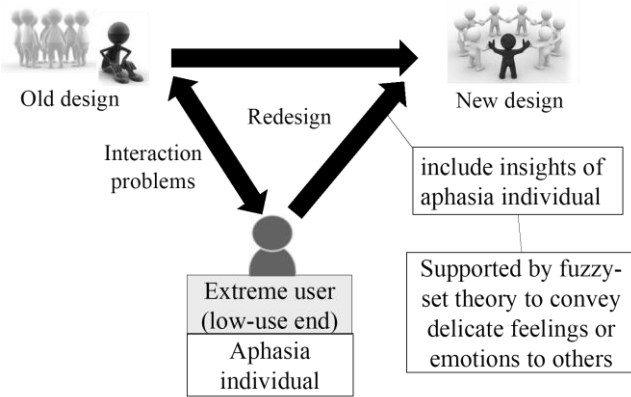 Old design
New design
Redesign
Interaction
problems
include insights of
aphasia individual
Extreme user
(low-use end)
Aphasia
individual
Supported by fuzzy-
set theory to convey
delicate feelings or
emotions to others